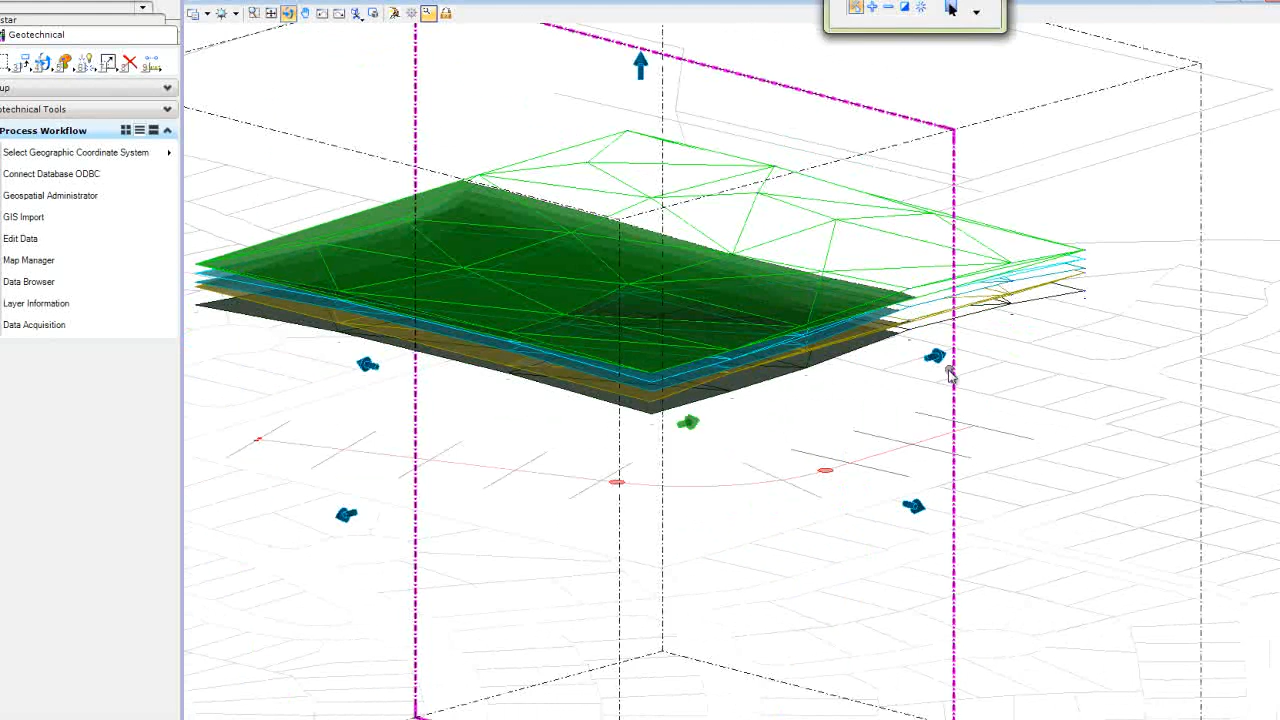 star
Geotechnical
up
otechnical Tools
Process Workflow
Select Geographic Coordinate System
Connect Database ODBC
Geospatial Administrator
GIS Import
Edit Data
Map Manager
Data Browser
Layer Information
Data Acquisition